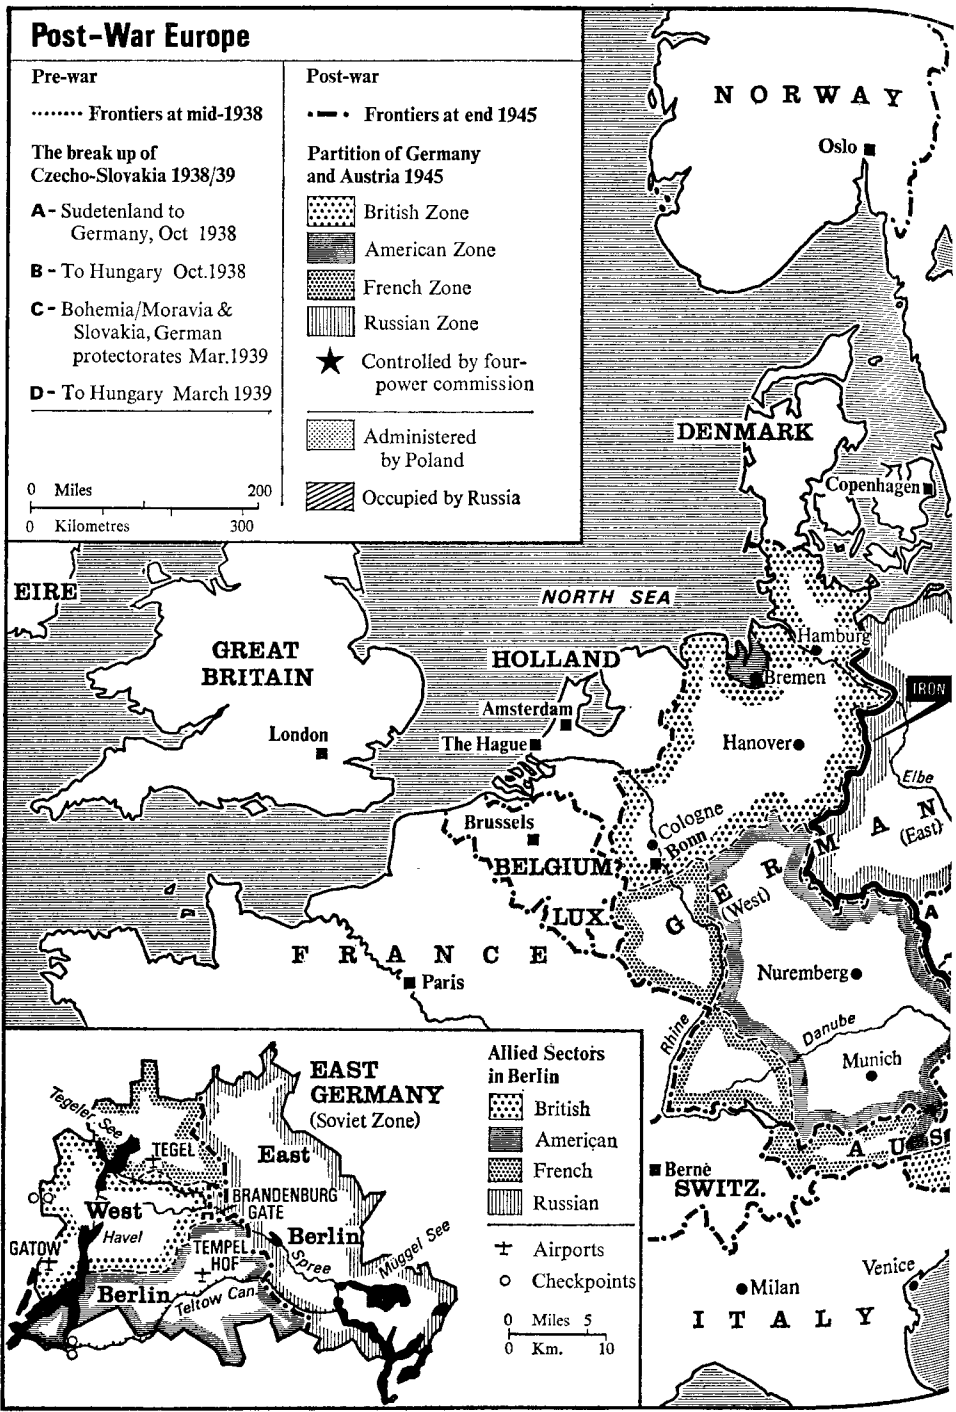 Post-War Europe
Pre-war
Frontiers at mid-1938
The break up of
Czecho-Slovakia 1938/39
A - Sudetenland to
Germany, Oct 1938
B - To Hungary Oct.1938
C - Bohemia/Moravia &
Slovakia, German
protectorates Mar.1939
D - To Hungary March 1939
0 Miles 200
0 Kilometres 300
Post-war
Frontiers at end 1945
Partition of Germany
and Austria 1945
British Zone
American Zone
French Zone
Russian Zone
Controlled by four-
power commission
Administered
by Poland
Occupied by Russia
NORWAY
Oslo
DENMARK
Copenhagen
EIRE
NORTH SEA
GREAT
BRITAIN
London
HOLLAND
Amsterdam
The Hague
Hamburg
Bremen
IRON
Hanover
Elbe
Brussels
BELGIUM
LUX.
Cologne
Bonn
GERMAN
(West)
(East)
A
FRANCE
Paris
Nuremberg
Rhine
Danube
Munich
AUS
Berne
SWITZ.
Milan
Venice
ITALY
EAST
GERMANY
(Soviet Zone)
Tegeler See
TEGEL
East
West
BRANDENBURG
GATE
Havel
Berlin
GATOW
TEMPEL
HOF
Spree
Müggel See
Berlin
Teltow Can.
Allied Sectors
in Berlin
British
American
French
Russian
Airports
Checkpoints
0 Miles 5
0 Km. 10